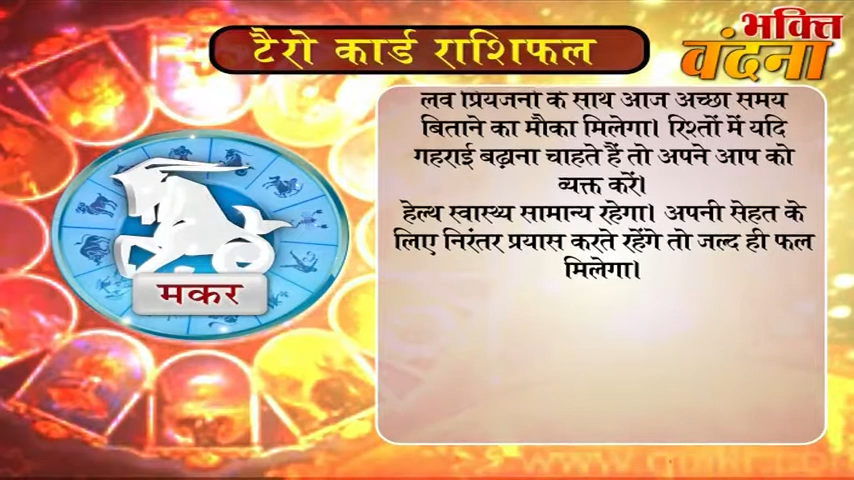 टैरो कार्ड राशिफल
भक्ति
वंदना
लव प्रियजनों के साथ आज अच्छा समय
बिताने का मौका मिलेगा। रिश्तों में यदि
गहराई बढ़ाना चाहते हैं तो अपने आप को
व्यक्त करें।
हेल्थ स्वास्थ्य सामान्य रहेगा। अपनी सेहत के
लिए निरंतर प्रयास करते रहेंगे तो जल्द ही फल
मिलेगा।
मकर